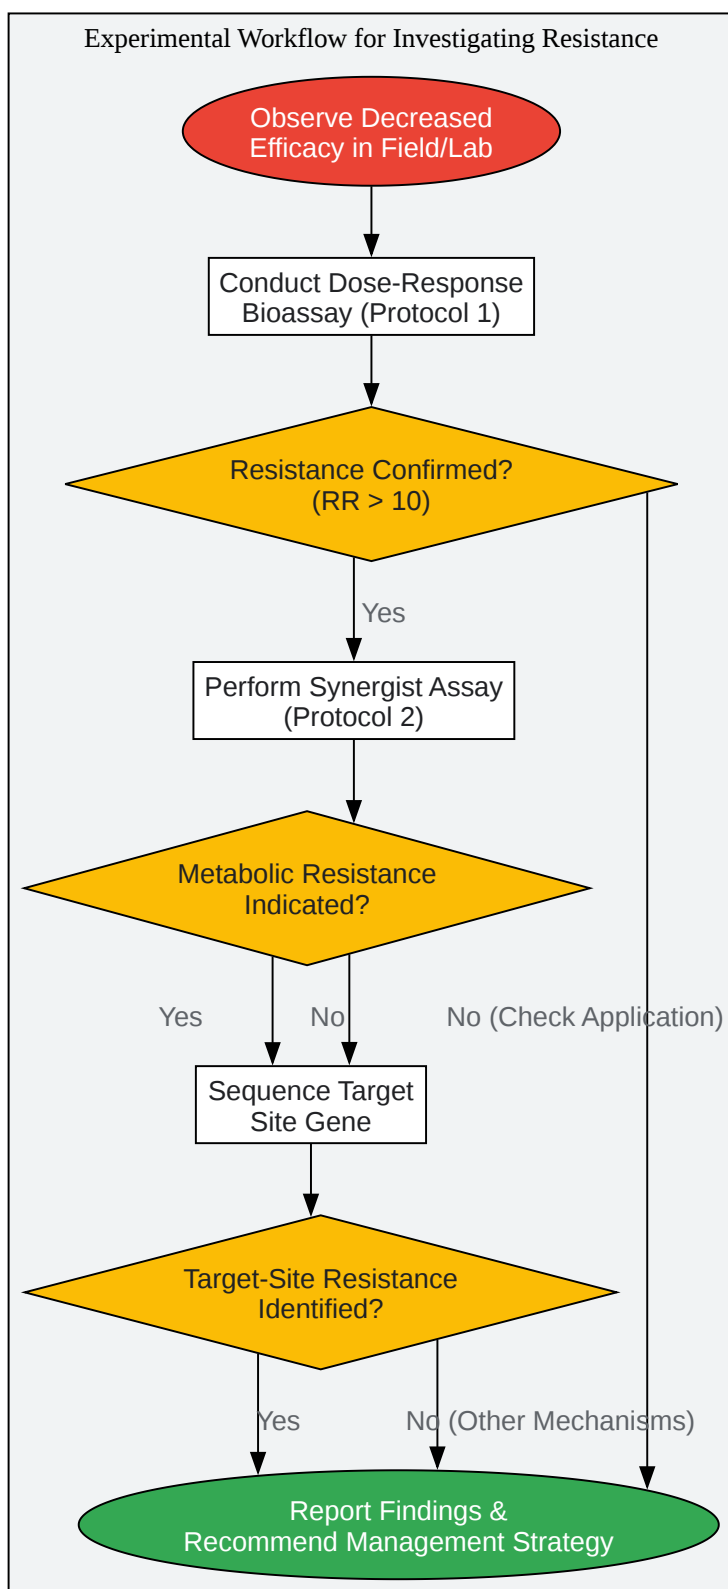 Experimental Workflow for Investigating Resistance
Observe Decreased
Efficacy in Field/Lab
Conduct Dose-Response
Bioassay (Protocol 1)
Resistance Confirmed?
(RR > 10)
Yes
Perform Synergist Assay
(Protocol 2)
Metabolic Resistance
Indicated?
Yes
No
No (Check Application)
Sequence Target
Site Gene
Target-Site Resistance
Identified?
Yes
No (Other Mechanisms)
Report Findings &
Recommend Management Strategy